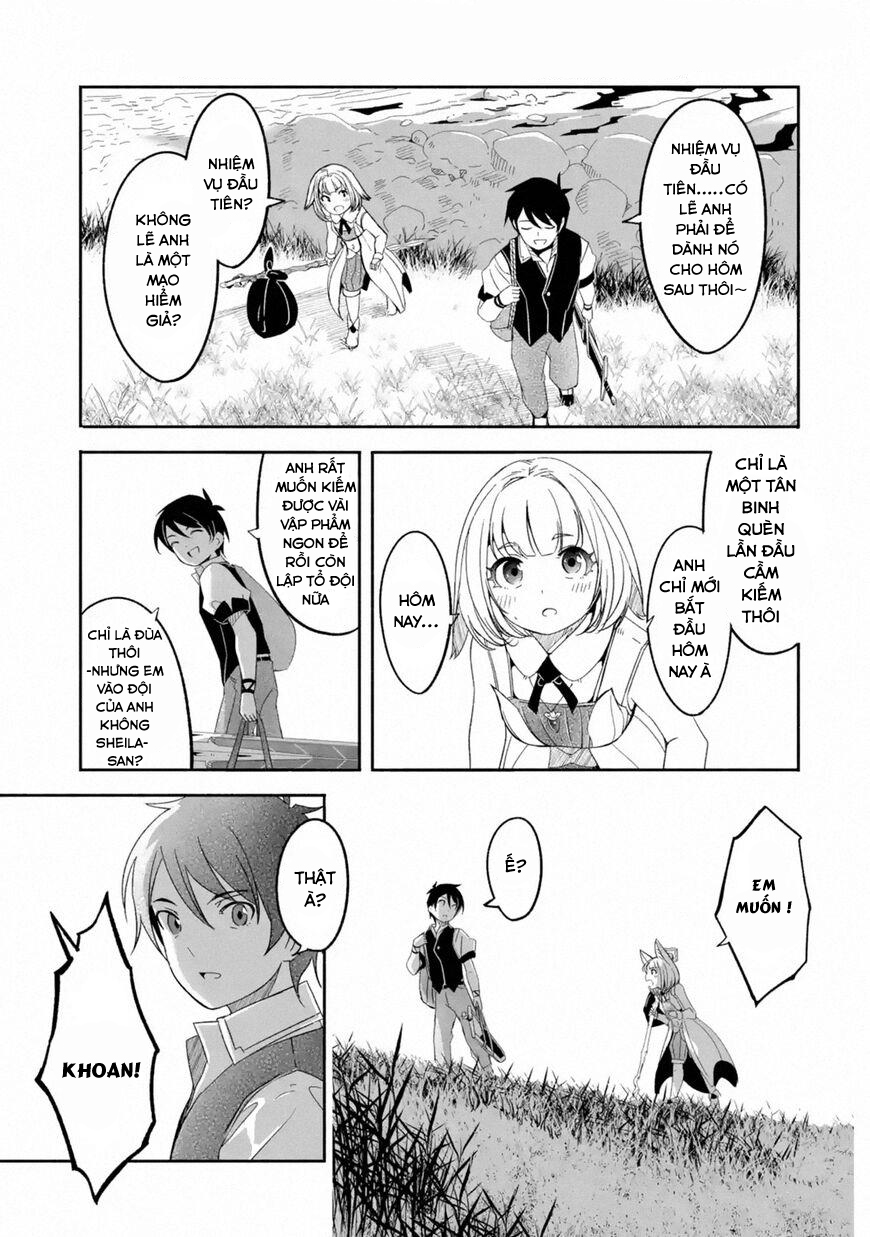 NHIỆM
VỤ ĐẦU
TIÊN.....CÓ
LẼ ANH
PHẢI ĐỂ
DÀNH NÓ
CHO HÔM
SAU THÔI~
NHIỆM
VỤ ĐẦU
TIÊN?
KHÔNG
LẼ ANH
LÀ MỘT
MẠO
HIỂM
GIẢ?
CHỈ LÀ
MỘT TÂN
BINH
QUÈN
LẦN ĐẦU
CẦM
KIẾM
THÔI
ANH
CHỈ MỚI
BẮT
ĐẦU
HÔM
NAY À
HÔM
NAY...
ANH RẤT
MUỐN KIẾM
ĐƯỢC VÀI
VẬP PHẨM
NGON ĐỂ
RỒI CÒN
LẬP TỔ ĐỘI
NỮA
CHỈ LÀ ĐÙA
THÔI
-NHƯNG EM
VÀO ĐỘI
CỦA ANH
KHÔNG
SHEILA-
SAN?
EM
MUỐN !
Ế?
THẬT
À?
KHOAN!